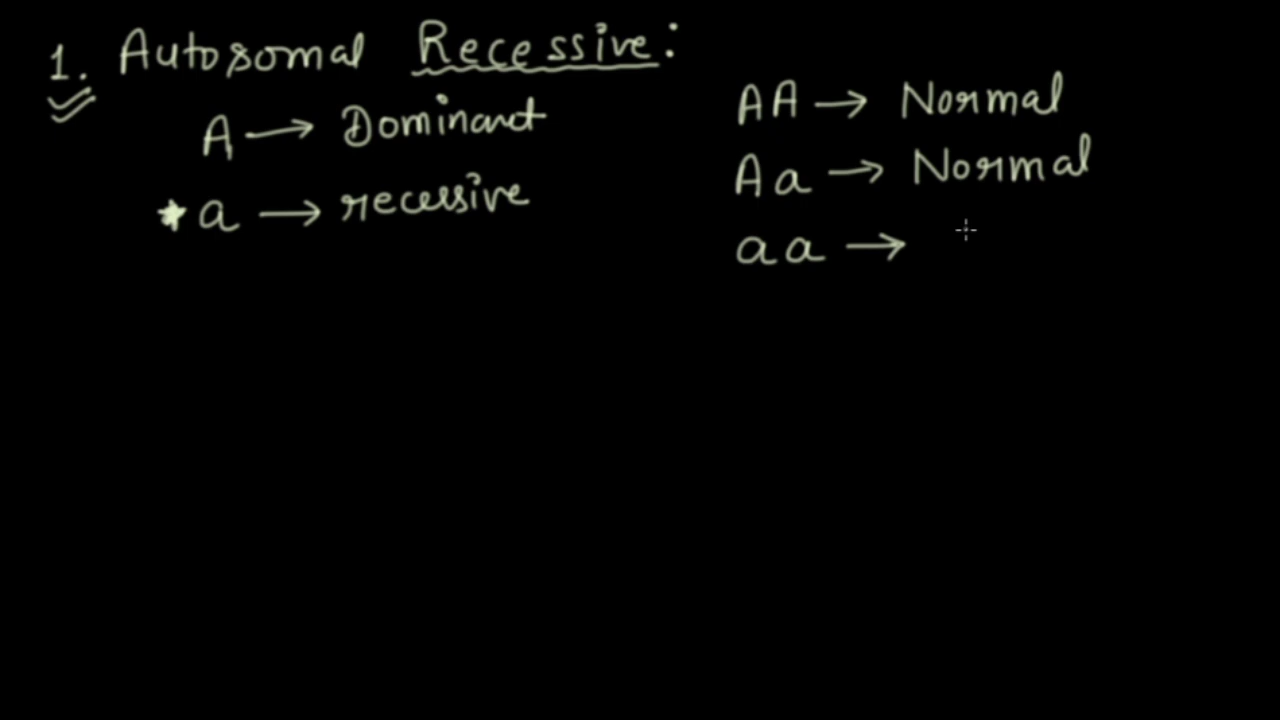 1. Autosomal Recessive:
A → Dominant
* a → recessive
AA → Normal
Aa → Normal
aa →